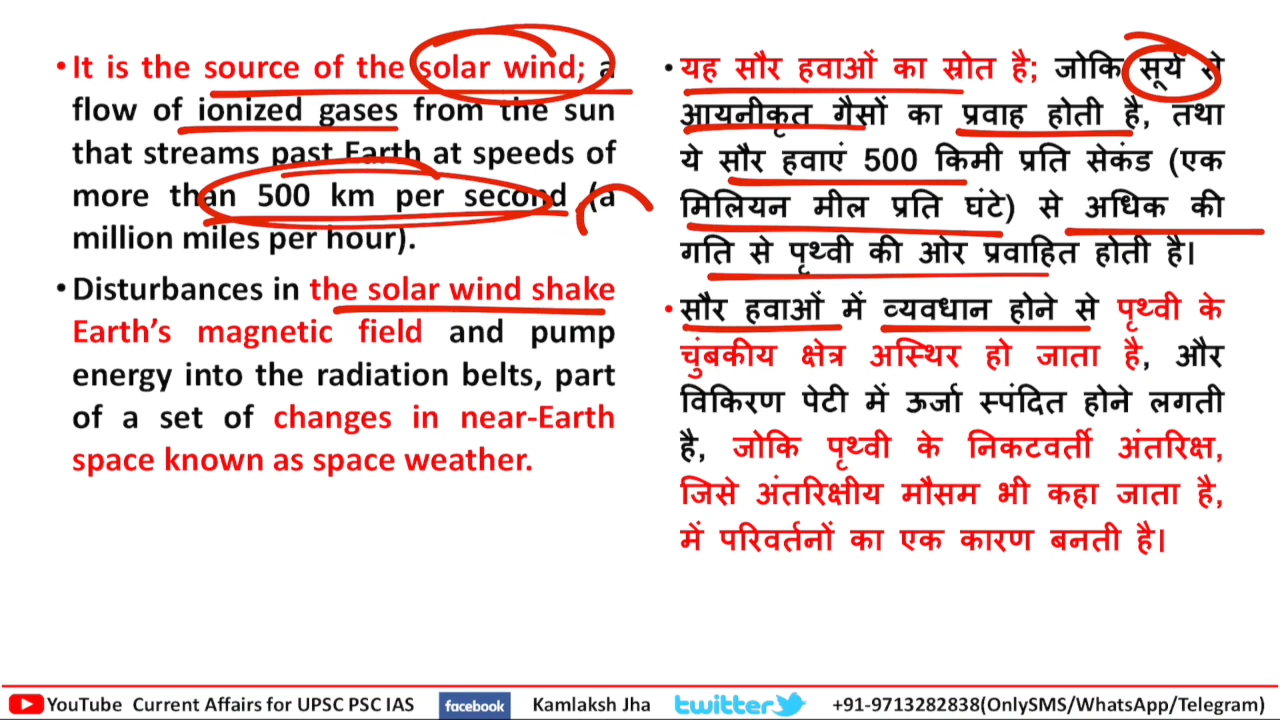 •It is the source of the solar wind; a
flow of ionized gases from the sun
that streams past Earth at speeds of
more than 500 km per second (a
million miles per hour).
•Disturbances in the solar wind shake
Earth’s magnetic field and pump
energy into the radiation belts, part
of a set of changes in near-Earth
space known as space weather.
•यह सौर हवाओं का स्रोत है; जोकि सूर्य से
आयनीकृत गैसों का प्रवाह होती है, तथा
ये सौर हवाएं 500 किमी प्रति सेकंड (एक
मिलियन मील प्रति घंटे) से अधिक की
गति से पृथ्वी की ओर प्रवाहित होती है।
•सौर हवाओं में व्यवधान होने से पृथ्वी के
चुंबकीय क्षेत्र अस्थिर हो जाता है, और
विकिरण पेटी में ऊर्जा स्पंदित होने लगती
है, जोकि पृथ्वी के निकटवर्ती अंतरिक्ष,
जिसे अंतरिक्षीय मौसम भी कहा जाता है,
में परिवर्तनों का एक कारण बनती है।
YouTube Current Affairs for UPSC PSC IAS facebook Kamlaksh Jha twitter +91-9713282838(OnlySMS/WhatsApp/Telegram)